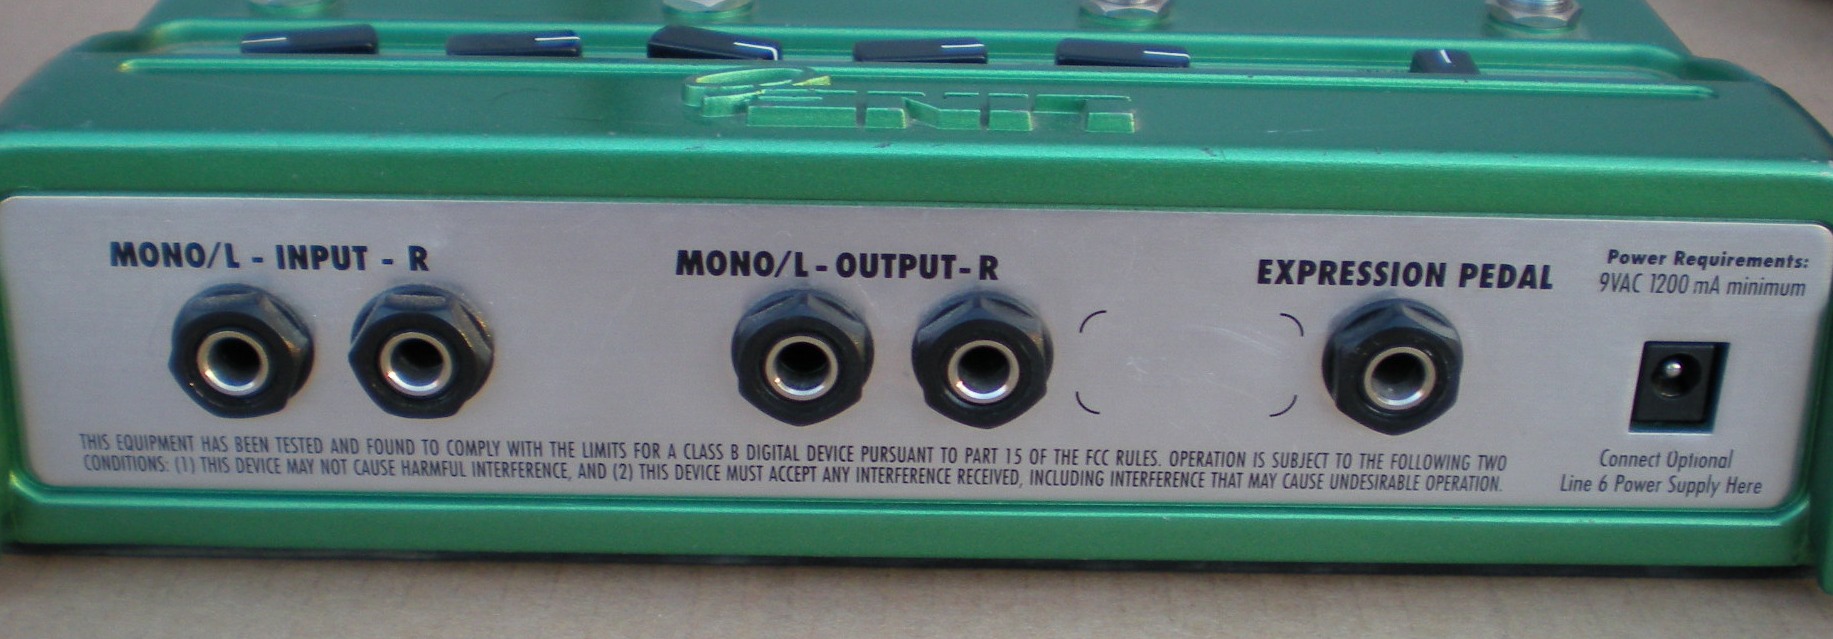 LINE 6
MONO/L - INPUT - R
MONO/L - OUTPUT - R
EXPRESSION PEDAL
Power Requirements:
9VAC 1200 mA minimum
THIS EQUIPMENT HAS BEEN TESTED AND FOUND TO COMPLY WITH THE LIMITS FOR A CLASS B DIGITAL DEVICE PURSUANT TO PART 15 OF THE FCC RULES. OPERATION IS SUBJECT TO THE FOLLOWING TWO
CONDITIONS: (1) THIS DEVICE MAY NOT CAUSE HARMFUL INTERFERENCE, AND (2) THIS DEVICE MUST ACCEPT ANY INTERFERENCE RECEIVED, INCLUDING INTERFERENCE THAT MAY CAUSE UNDESIRABLE OPERATION.
Connect Optional
Line 6 Power Supply Here